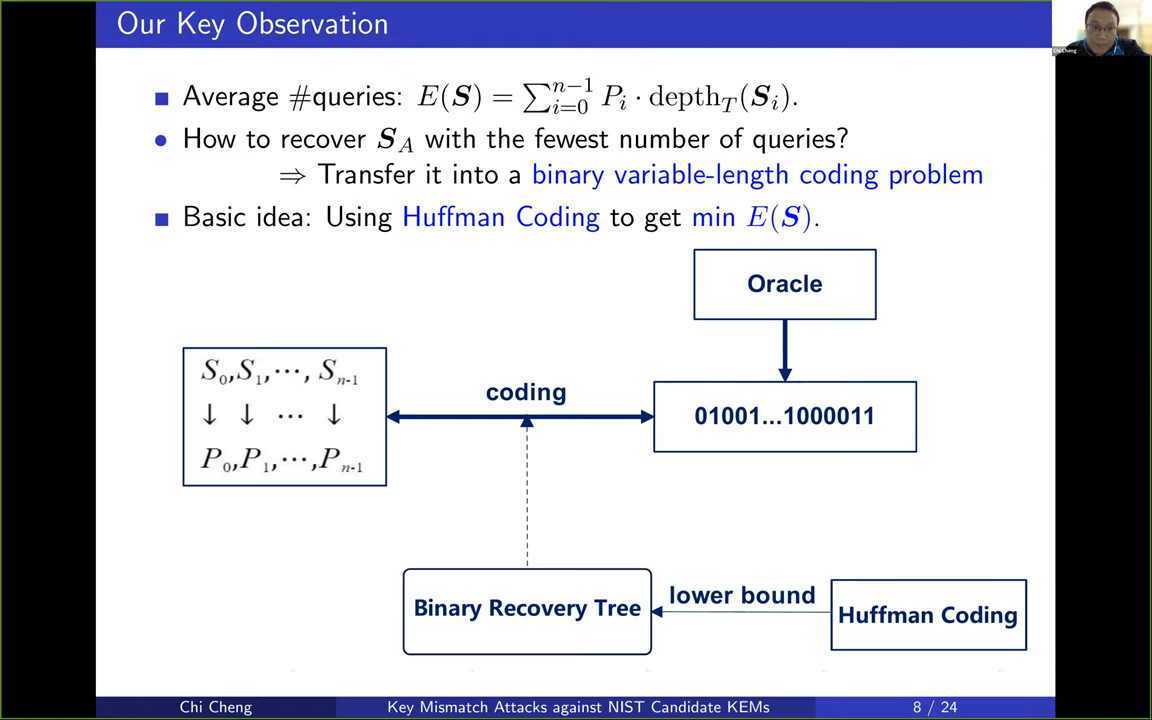 Our Key Observation
Chi Cheng
Average #queries: E(S) = ∑_{i=0}^{n−1} P_i · depth_T(S_i).
How to recover S_A with the fewest number of queries?
⇒ Transfer it into a binary variable-length coding problem
Basic idea: Using Huffman Coding to get min E(S).
Oracle
S_0,S_1,···, S_{n-1}
↓ ↓ ··· ↓
P_0,P_1,···,P_{n-1}
coding
01001...1000011
Binary Recovery Tree
lower bound
Huffman Coding
Chi Cheng
Key Mismatch Attacks against NIST Candidate KEMs
8 / 24